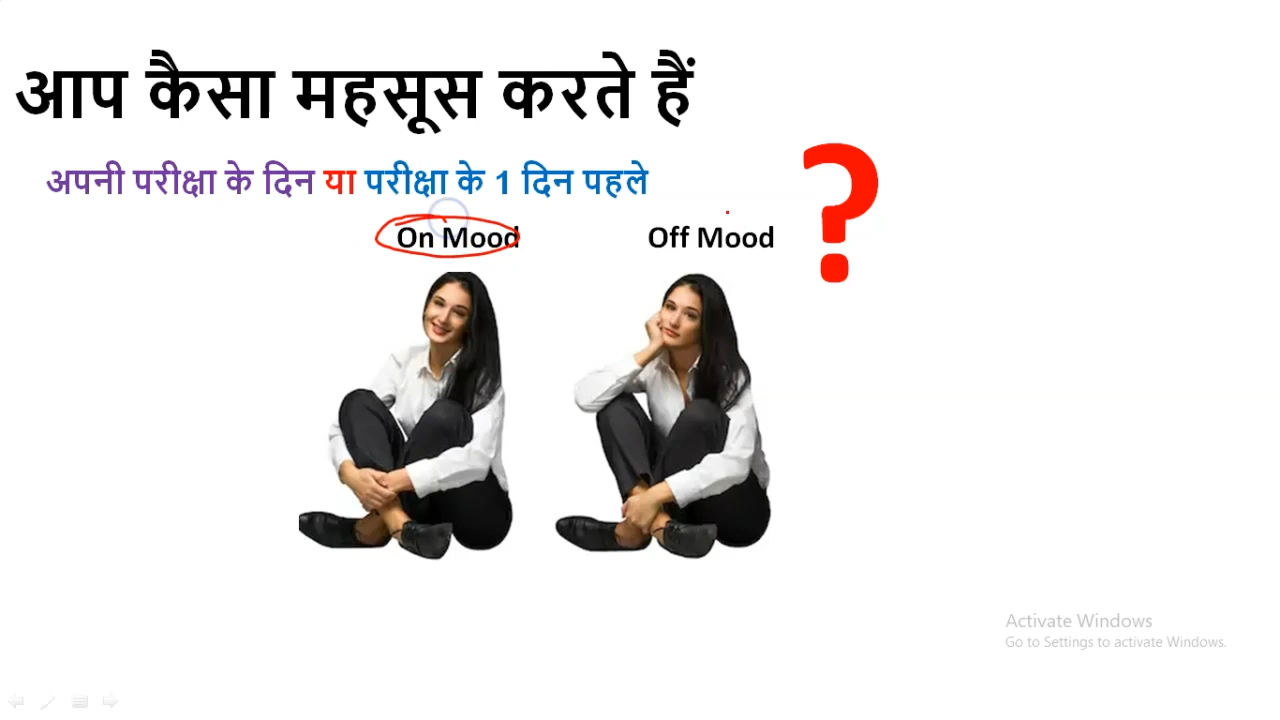 आप कैसा महसूस करते हैं
अपनी परीक्षा के दिन या परीक्षा के 1 दिन पहले
?
On Mood
Off Mood
Activate Windows
Go to Settings to activate Windows.